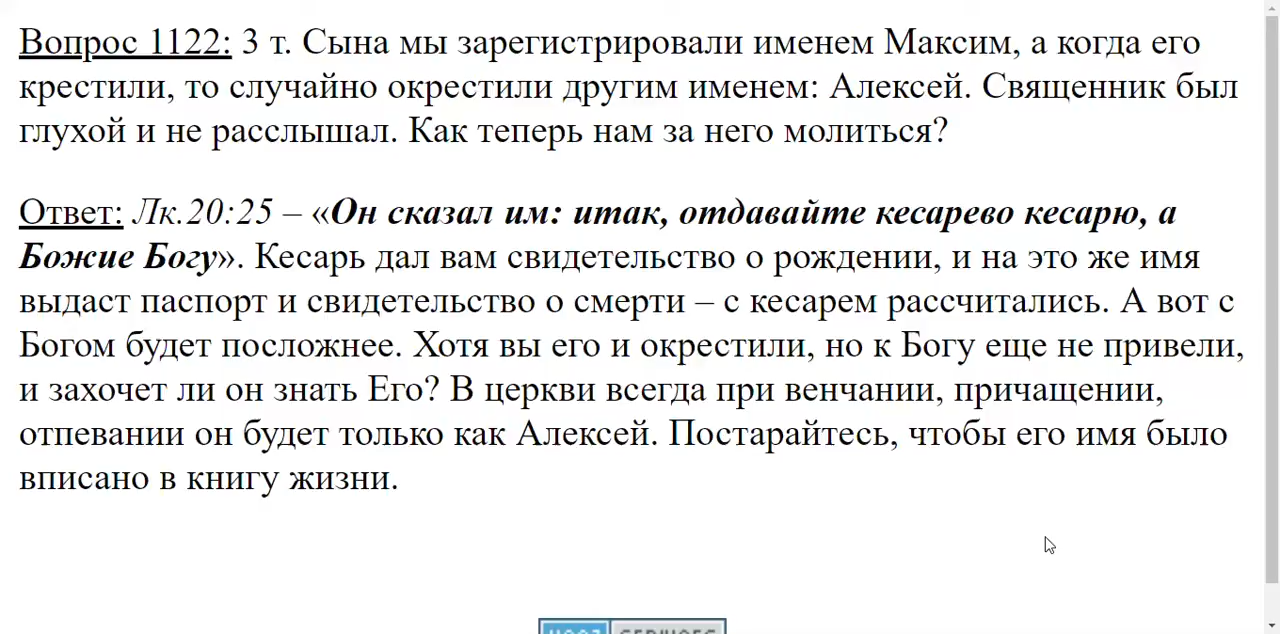 Вопрос 1122: 3 т. Сына мы зарегистрировали именем Максим, а когда его
крестили, то случайно окрестили другим именем: Алексей. Священник был
глухой и не расслышал. Как теперь нам за него молиться?
Ответ: Лк.20:25 – «Он сказал им: итак, отдавайте кесарево кесарю, а
Божие Богу». Кесарь дал вам свидетельство о рождении, и на это же имя
выдаст паспорт и свидетельство о смерти – с кесарем рассчитались. А вот с
Богом будет посложнее. Хотя вы его и окрестили, но к Богу еще не привели,
и захочет ли он знать Его? В церкви всегда при венчании, причащении,
отпевании он будет только как Алексей. Постарайтесь, чтобы его имя было
вписано в книгу жизни.